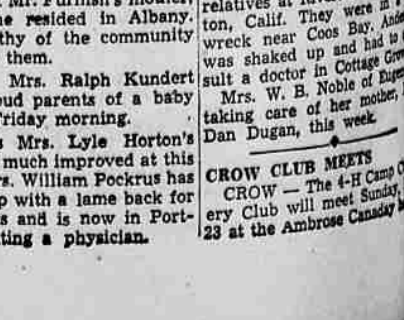 Mr. Furnish's mother,
e resided in Albany.
thy of the community
them.
Mrs. Ralph Kundert
oud parents of a baby
Friday morning.
s Mrs. Lyle Horton's
much improved at this
rs. William Pockrus has
p with a lame back for
s and is now in Port-
ting a physician.
relatives at
ton, Calif. They were in a
wreck near Coos Bay.
was shaked up and had to
sult a doctor in Cottage Grov
Mrs. W. B. Noble of Eugen
taking care of her mother,
Dan Dugan, this week.
CROW CLUB MEETS
CROW — The 4-H Camp C
ery Club will meet Sunday,
23 at the Ambrose Canaday